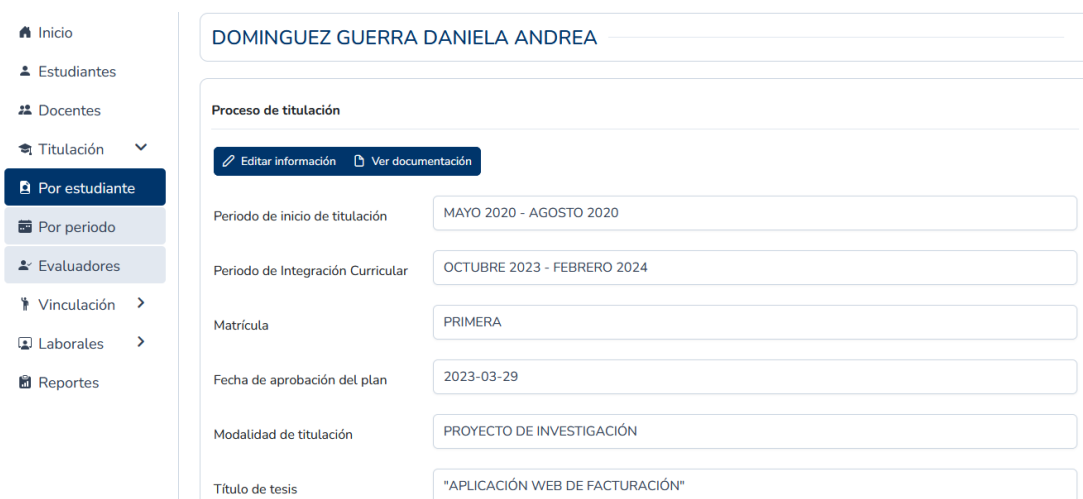 Inicio
Estudiantes
Docentes
Titulación
Por estudiante
Por periodo
Evaluadores
Vinculación
Laborales
Reportes
DOMINGUEZ GUERRA DANIELA ANDREA
Proceso de titulación
Editar información Ver documentación
Periodo de inicio de titulación MAYO 2020 - AGOSTO 2020
Periodo de Integración Curricular OCTUBRE 2023 - FEBRERO 2024
Matrícula PRIMERA
Fecha de aprobación del plan 2023-03-29
Modalidad de titulación PROYECTO DE INVESTIGACIÓN
Título de tesis "APLICACIÓN WEB DE FACTURACIÓN"